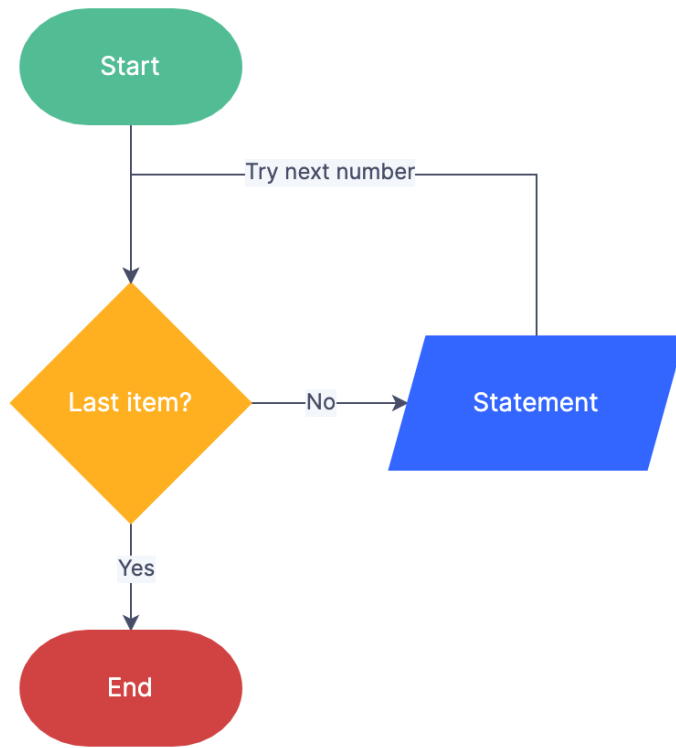 Start
Try next number
Last item?
No
Statement
Yes
End